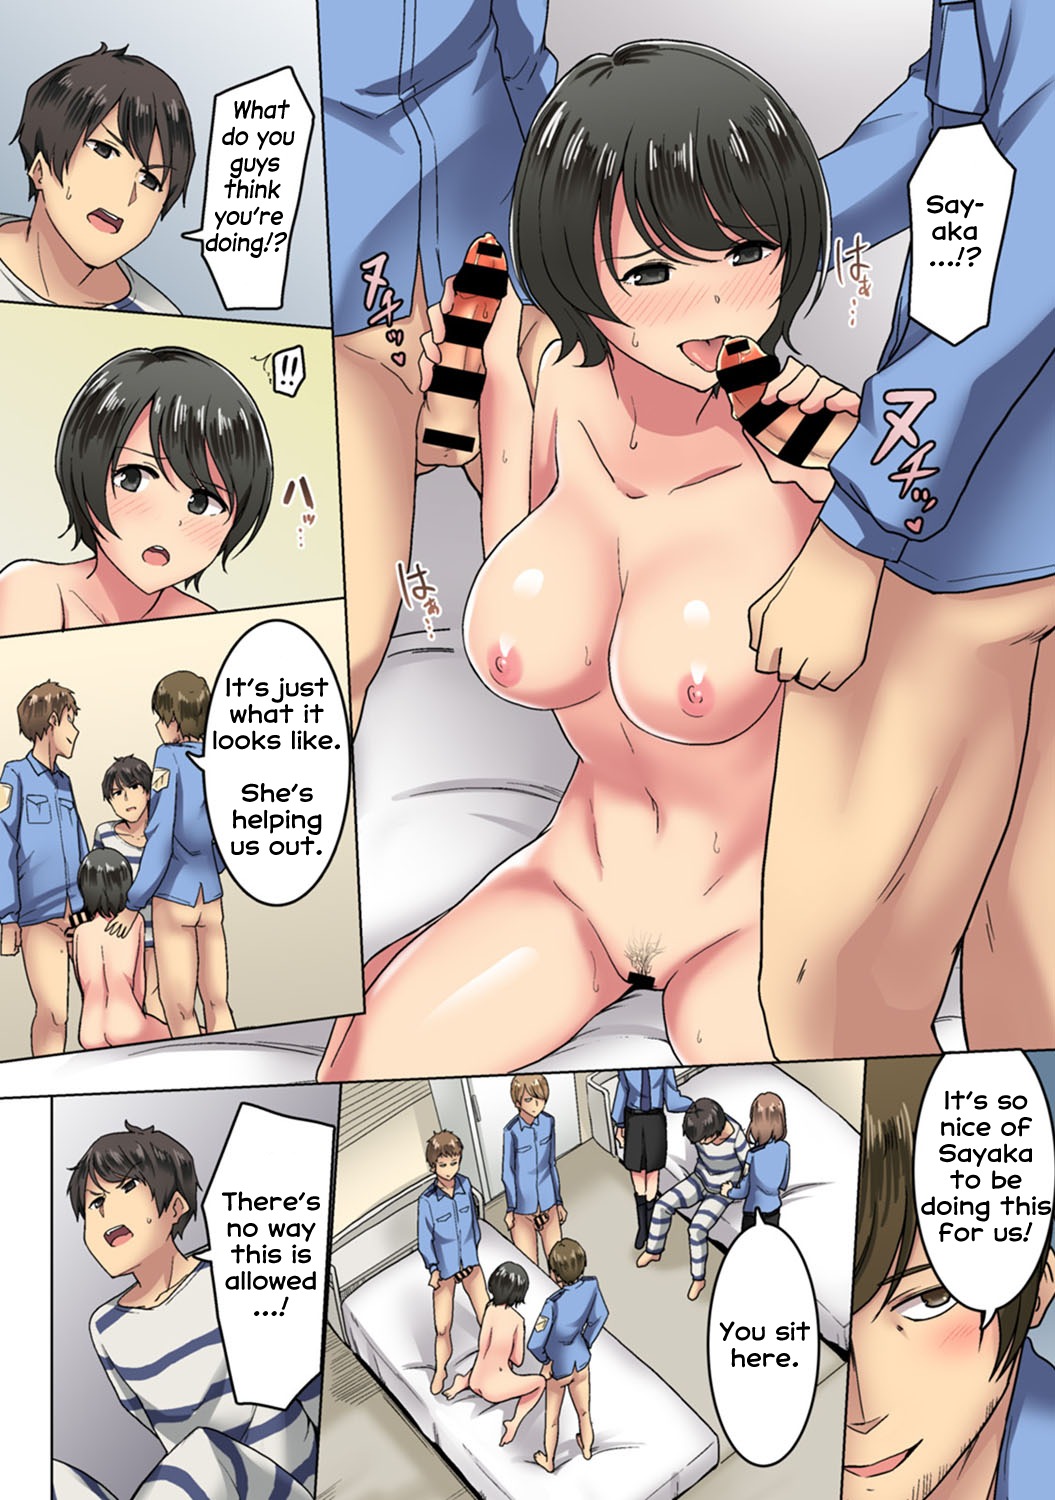 What
do you
guys
think
you're
doing!?
Say-
aka
...!?
ヌチッ♡
はぁ…
ヌチッ♡
はぁ…
!!
ハッ…
It's just
what it
looks like.
She's
helping
us out.
It's so
nice of
Sayaka
to be
doing this
for us!
You sit
here.
There's
no way
this is
allowed
...!